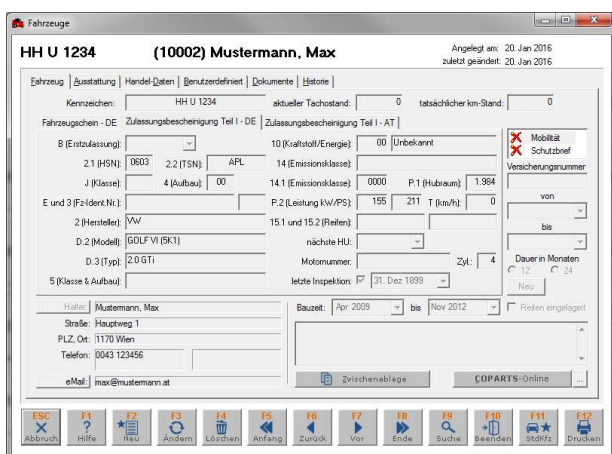 Fahrzeuge
HH U 1234 (10002) Mustermann, Max Angelegt am: 20. Jan 2016
zuletzt geändert: 20. Jan 2016
Fahrzeug Ausstattung Handel-Daten Benutzerdefiniert Dokumente Historie
Kennzeichen: HH U 1234 aktueller Tachostand: 0 tatsächlicher km-Stand: 0
Fahrzeugschein - DE Zulassungsbescheinigung Teil I - DE Zulassungsbescheinigung Teil I - AT
B (Erstzulassung): 10 (Kraftstoff/Energie): 00 Unbekannt Mobilität
Schutzbrief
2.1 (HSN): 0603 2.2 (TSN): APL 14 (Emissionsklasse): Versicherungsnummer
J (Klasse): 4 (Aufbau): 00 14.1 (Emissionsklasse): 0000 P.1 (Hubraum): 1.984
E und 3 (Fz-Ident.Nr.): P.2 (Leistung kW/PS): 155 211 T (km/h): 0 von
2 (Hersteller): VW 15.1 und 15.2 (Reifen):
bis
D.2 (Modell): GOLF VI (5K1) nächste HU:
D.3 (Typ): 2.0 GTi Motornummer: Zyl.: 4 Dauer in Monaten
12 24
5 (Klasse & Aufbau): letzte Inspektion: 31. Dez 1899 Neu
Halter: Mustermann, Max Bauzeit: Apr 2009 bis Nov 2012 Reifen eingelagert
Straße: Hauptweg 1
PLZ, Ort: 1170 Wien
Telefon: 0043 123456
eMail: max@mustermann.at Zwischenablage COPARTS-Online ...
ESC F1 F2 F3 F4 F5 F6 F7 F8 F9 F10 F11 F12
Abbruch Hilfe Neu Ändern Löschen Anfang Zurück Vor Ende Suche Beenden StdKfz Drucken